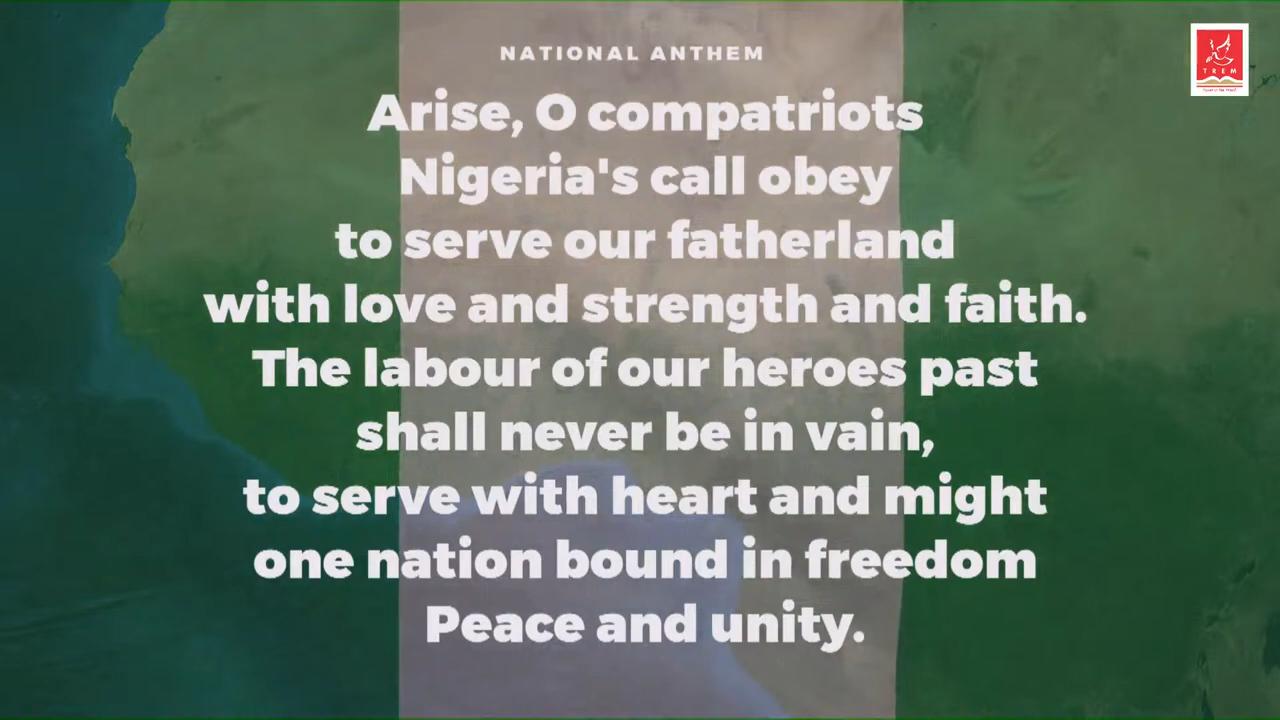 NATIONAL ANTHEM
Arise, O compatriots
Nigeria's call obey
to serve our fatherland
with love and strength and faith.
The labour of our heroes past
shall never be in vain,
to serve with heart and might
one nation bound in freedom
Peace and unity.
TREM